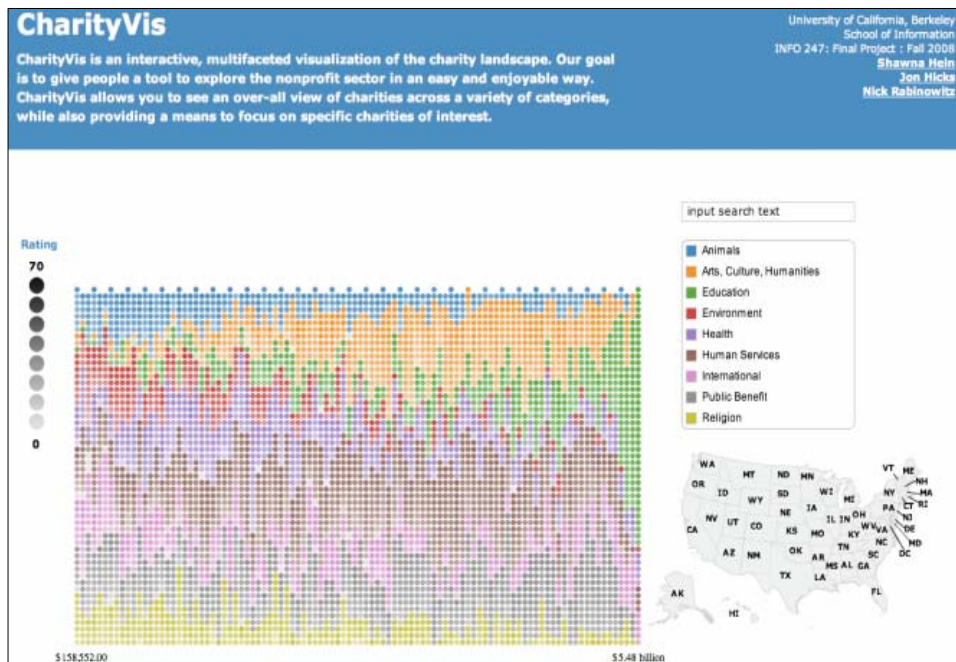 CharityVis
CharityVis is an interactive, multifaceted visualization of the charity landscape. Our goal
is to give people a tool to explore the nonprofit sector in an easy and enjoyable way.
CharityVis allows you to see an over-all view of charities across a variety of categories,
while also providing a means to focus on specific charities of interest.
University of California, Berkeley
School of Information
INFO 247: Final Project : Fall 2008
Shawna Hein
Jon Hicks
Nick Rabinowitz
input search text
Rating
70
0
Animals
Arts, Culture, Humanities
Education
Environment
Health
Human Services
International
Public Benefit
Religion
WA
OR
ID
MT
ND
MN
WY
SD
WI
MI
NV
UT
CO
NE
IA
IL
IN
OH
CA
KS
MO
KY
WV
VA
AZ
NM
OK
AR
TN
NC
SC
MS
AL
GA
TX
LA
FL
VT
ME
NH
NY
MA
RI
CT
PA
NJ
DE
MD
DC
AK
HI
$158,552.00
$5.48 billion